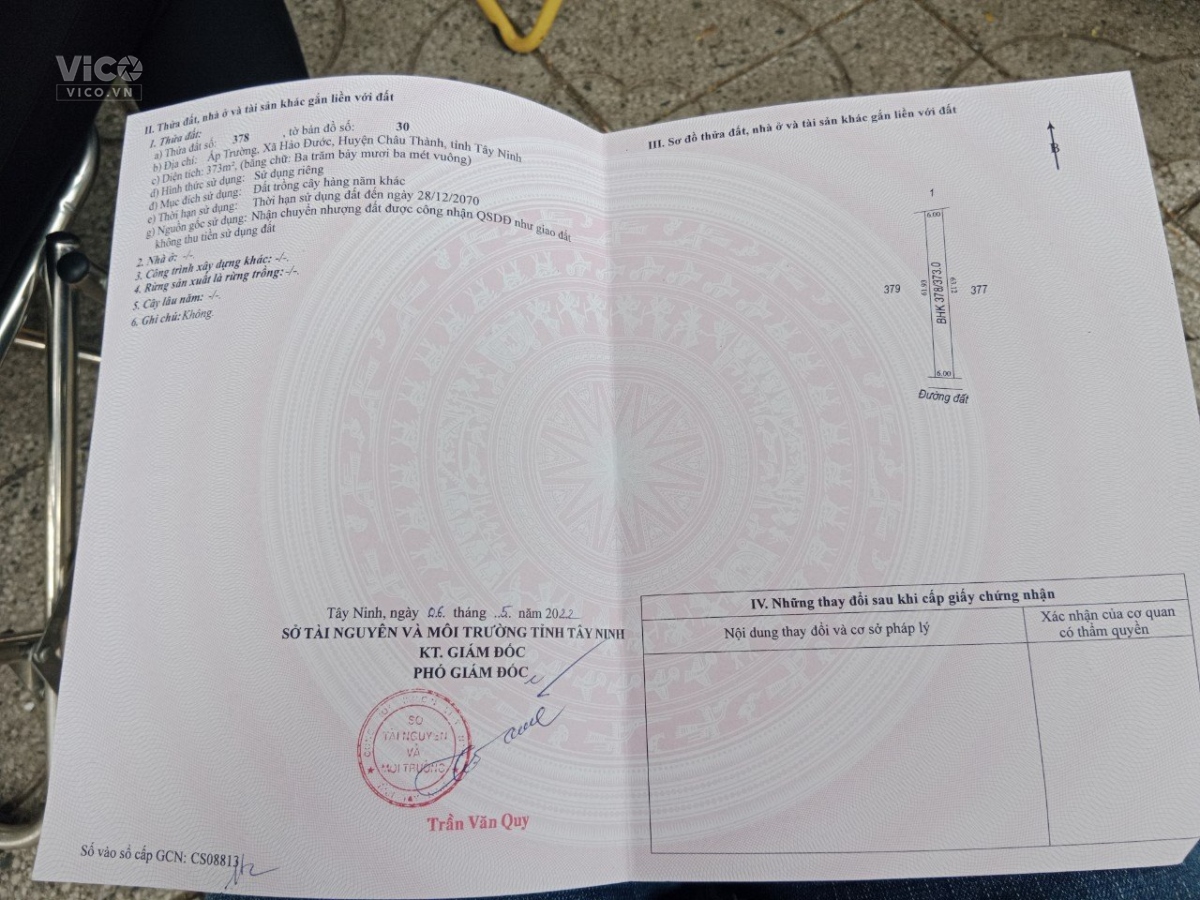 VICO
VICO.VN
II. Thửa đất, nhà ở và tài sản khác gắn liền với đất
1. Thửa đất:
a) Thửa đất số: 378 , tờ bản đồ số: 30
b) Địa chỉ: Ấp Trường, Xã Hảo Đước, Huyện Châu Thành, tỉnh Tây Ninh
c) Diện tích: 373m², (bằng chữ: Ba trăm bảy mươi ba mét vuông)
d) Hình thức sử dụng: Sử dụng riêng
đ) Mục đích sử dụng: Đất trồng cây hàng năm khác
e) Thời hạn sử dụng: Thời hạn sử dụng đất đến ngày 28/12/2070
g) Nguồn gốc sử dụng: Nhận chuyển nhượng đất được công nhận QSDĐ như giao đất
không thu tiền sử dụng đất
2. Nhà ở: -/-.
3. Công trình xây dựng khác: -/-.
4. Rừng sản xuất là rừng trồng: -/-.
5. Cây lâu năm: -/-.
6. Ghi chú: Không.
Tây Ninh, ngày 06 tháng 5 năm 2022
SỞ TÀI NGUYÊN VÀ MÔI TRƯỜNG TỈNH TÂY NINH
KT. GIÁM ĐỐC
PHÓ GIÁM ĐỐC
SỞ
TÀI NGUYÊN
VÀ
MÔI TRƯỜNG
Trần Văn Quy
Số vào sổ cấp GCN: CS08813
III. Sơ đồ thửa đất, nhà ở và tài sản khác gắn liền với đất
B
1
6.00
379
BHK 378/373.0
63.12
377
6.00
Đường đất
IV. Những thay đổi sau khi cấp giấy chứng nhận
Nội dung thay đổi và cơ sở pháp lý
Xác nhận của cơ quan
có thẩm quyền